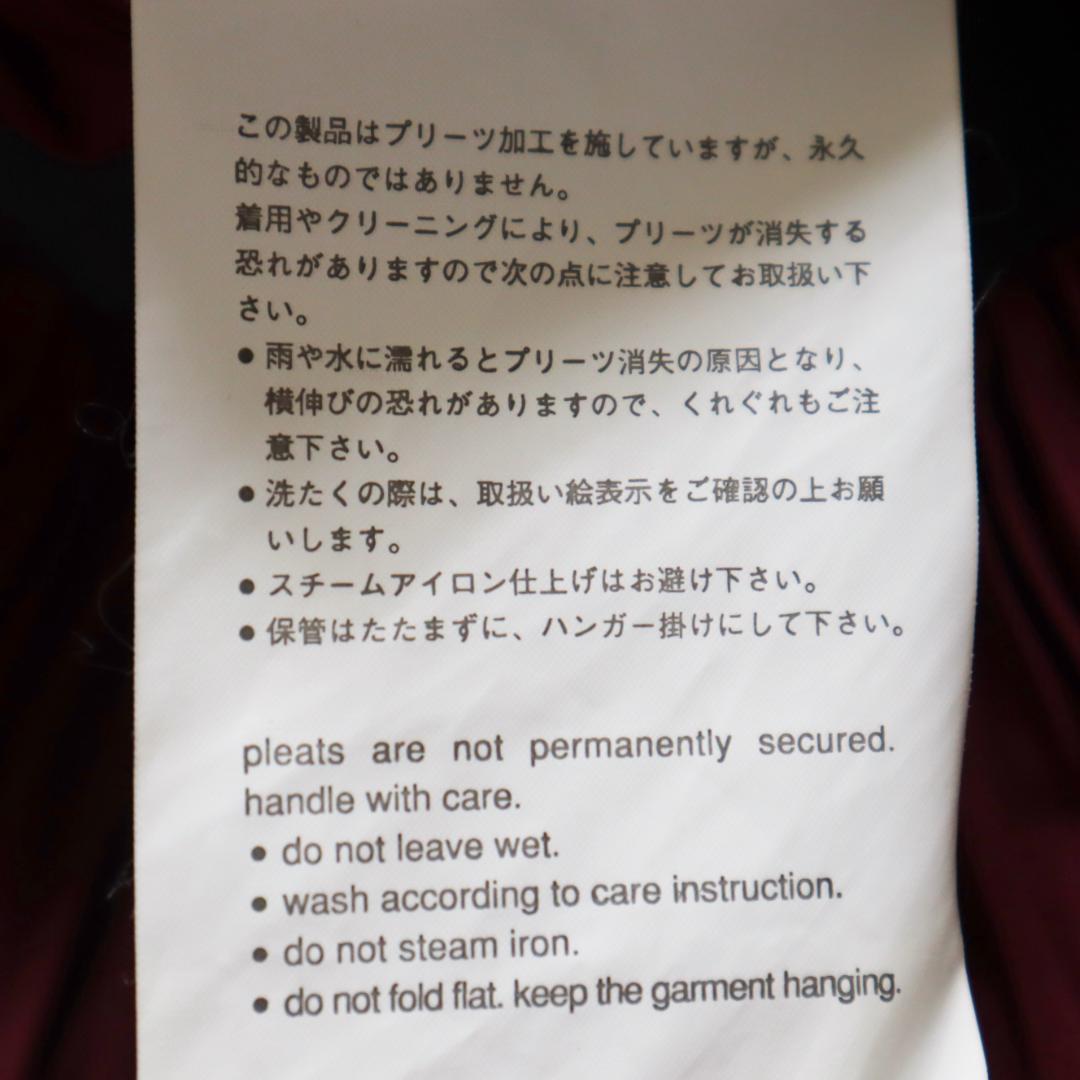 この製品はプリーツ加工を施していますが、永久
的なものではありません。
着用やクリーニングにより、プリーツが消失する
恐れがありますので次の点に注意してお取扱い下
さい。
● 雨や水に濡れるとプリーツ消失の原因となり、
横伸びの恐れがありますので、くれぐれもご注
意下さい。
● 洗たくの際は、取扱い絵表示をご確認の上お願
いします。
● スチームアイロン仕上げはお避け下さい。
● 保管はたたまずに、ハンガー掛けにして下さい。
pleats are not permanently secured.
handle with care.
● do not leave wet.
● wash according to care instruction.
● do not steam iron.
● do not fold flat. keep the garment hanging.